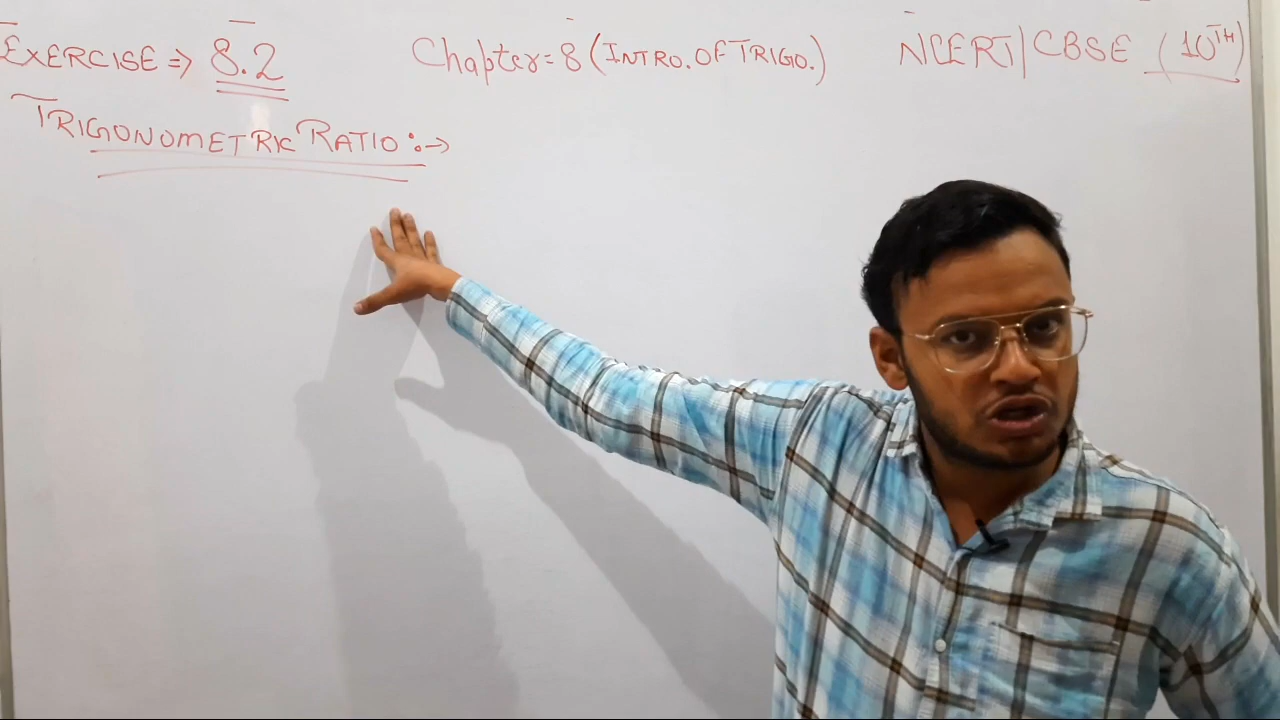 EXERCISE ⇒ 8.2 Chapter = 8 (INTRO. OF TRIGO.) NCERT/CBSE (10TH)
TRIGONOMETRIC RATIO :→